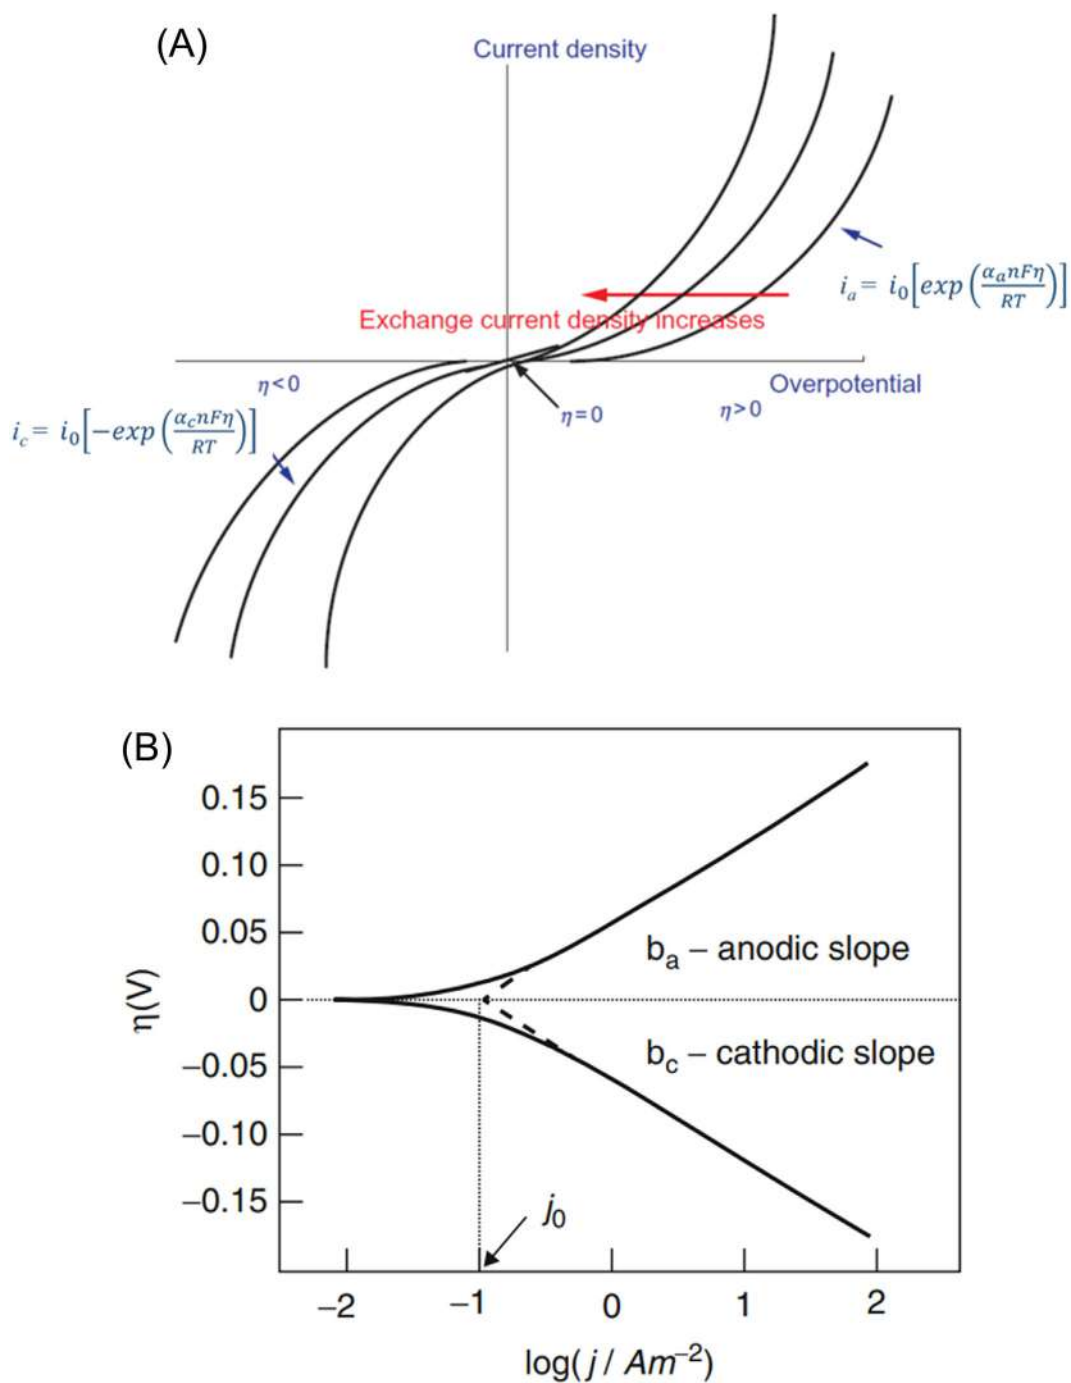 (A)
Current density
i_a = i_0[exp(α_a nFη / RT)]
Exchange current density increases
η<0
Overpotential
η=0
η>0
i_c = i_0[−exp(α_c nFη / RT)]
(B)
0.15
0.10
0.05
0
−0.05
−0.10
−0.15
η(V)
b_a – anodic slope
b_c – cathodic slope
j_0
−2
−1
0
1
2
log(j / Am⁻²)